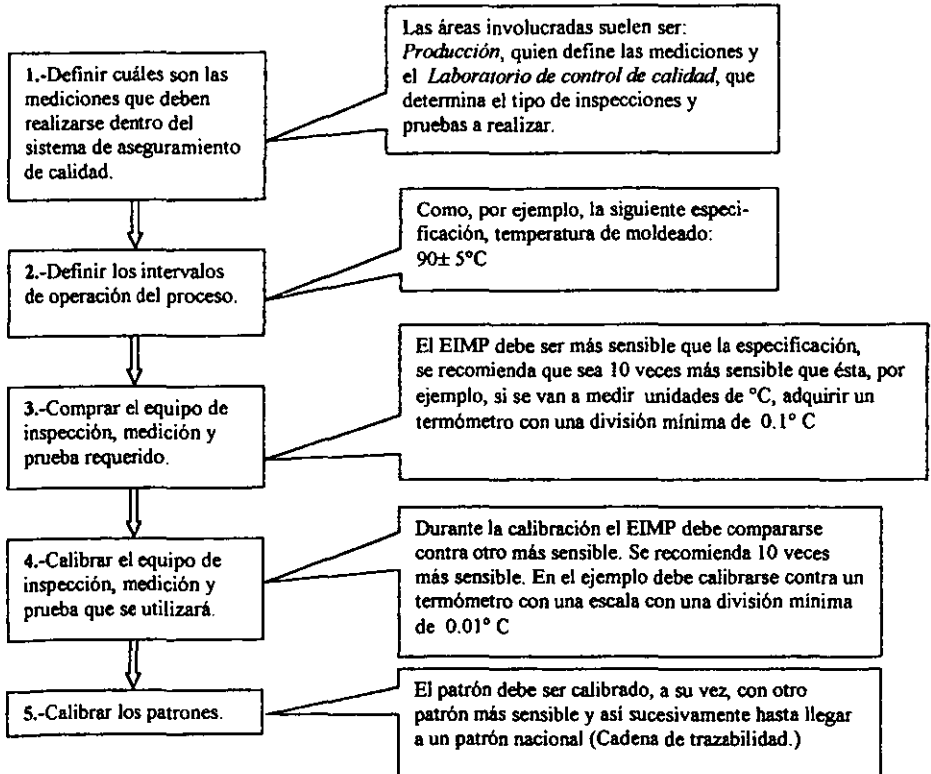 1.-Definir cuáles son las
mediciones que deben
realizarse dentro del
sistema de aseguramiento
de calidad.
Las áreas involucradas suelen ser:
Producción, quien define las mediciones y
el Laboratorio de control de calidad, que
determina el tipo de inspecciones y
pruebas a realizar.
2.-Definir los intervalos
de operación del proceso.
Como, por ejemplo, la siguiente especi-
ficación, temperatura de moldeado:
90± 5°C
3.-Comprar el equipo de
inspección, medición y
prueba requerido.
El EIMP debe ser más sensible que la especificación,
se recomienda que sea 10 veces más sensible que ésta, por
ejemplo, si se van a medir unidades de °C, adquirir un
termómetro con una división mínima de 0.1° C
4.-Calibrar el equipo de
inspección, medición y
prueba que se utilizará.
Durante la calibración el EIMP debe compararse
contra otro más sensible. Se recomienda 10 veces
más sensible. En el ejemplo debe calibrarse contra un
termómetro con una escala con una división mínima
de 0.01° C
5.-Calibrar los patrones.
El patrón debe ser calibrado, a su vez, con otro
patrón más sensible y así sucesivamente hasta llegar
a un patrón nacional (Cadena de trazabilidad.)